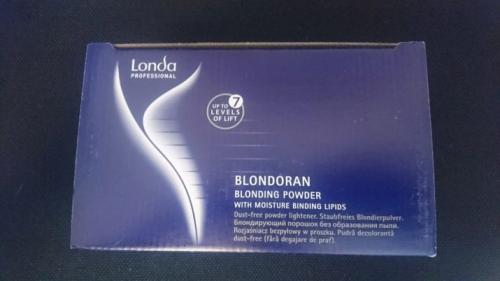 Londa
PROFESSIONAL
UP TO 7
LEVELS
OF LIFT
BLONDORAN
BLONDING POWDER
WITH MOISTURE BINDING LIPIDS
Dust-free powder lightener. Staubfreies Blondierpulver.
Блондирующий порошок без образования пыли.
Rozjaśniacz bezpyłowy w proszku. Pudră decolorantă
dust-free (fără degajare de praf).